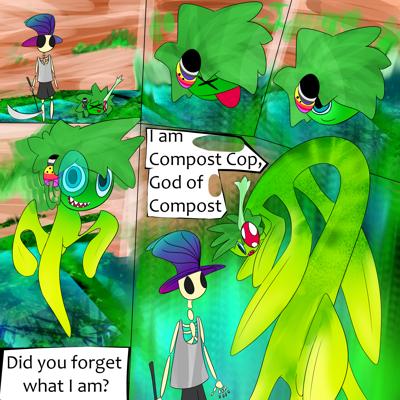 Did you forget
what I am?
I am
Compost Cop,
God of
Compost